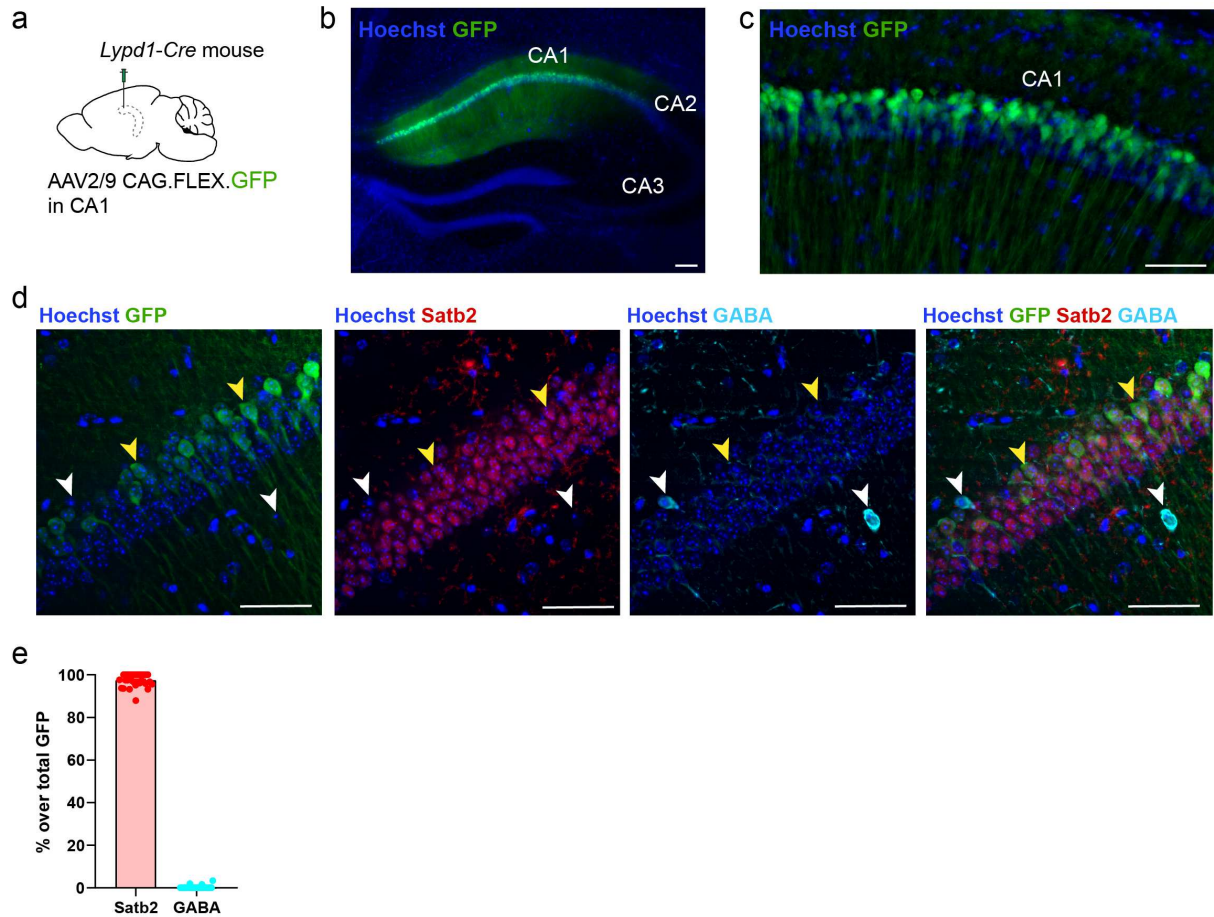 a
Lypd1-Cre mouse
AAV2/9 CAG.FLEX.GFP
in CA1
b
Hoechst GFP
CA1
CA2
CA3
c
Hoechst GFP
CA1
d
Hoechst GFP
Hoechst Satb2
Hoechst GABA
Hoechst GFP Satb2 GABA
e
% over total GFP
100
80
60
40
20
0
Satb2 GABA